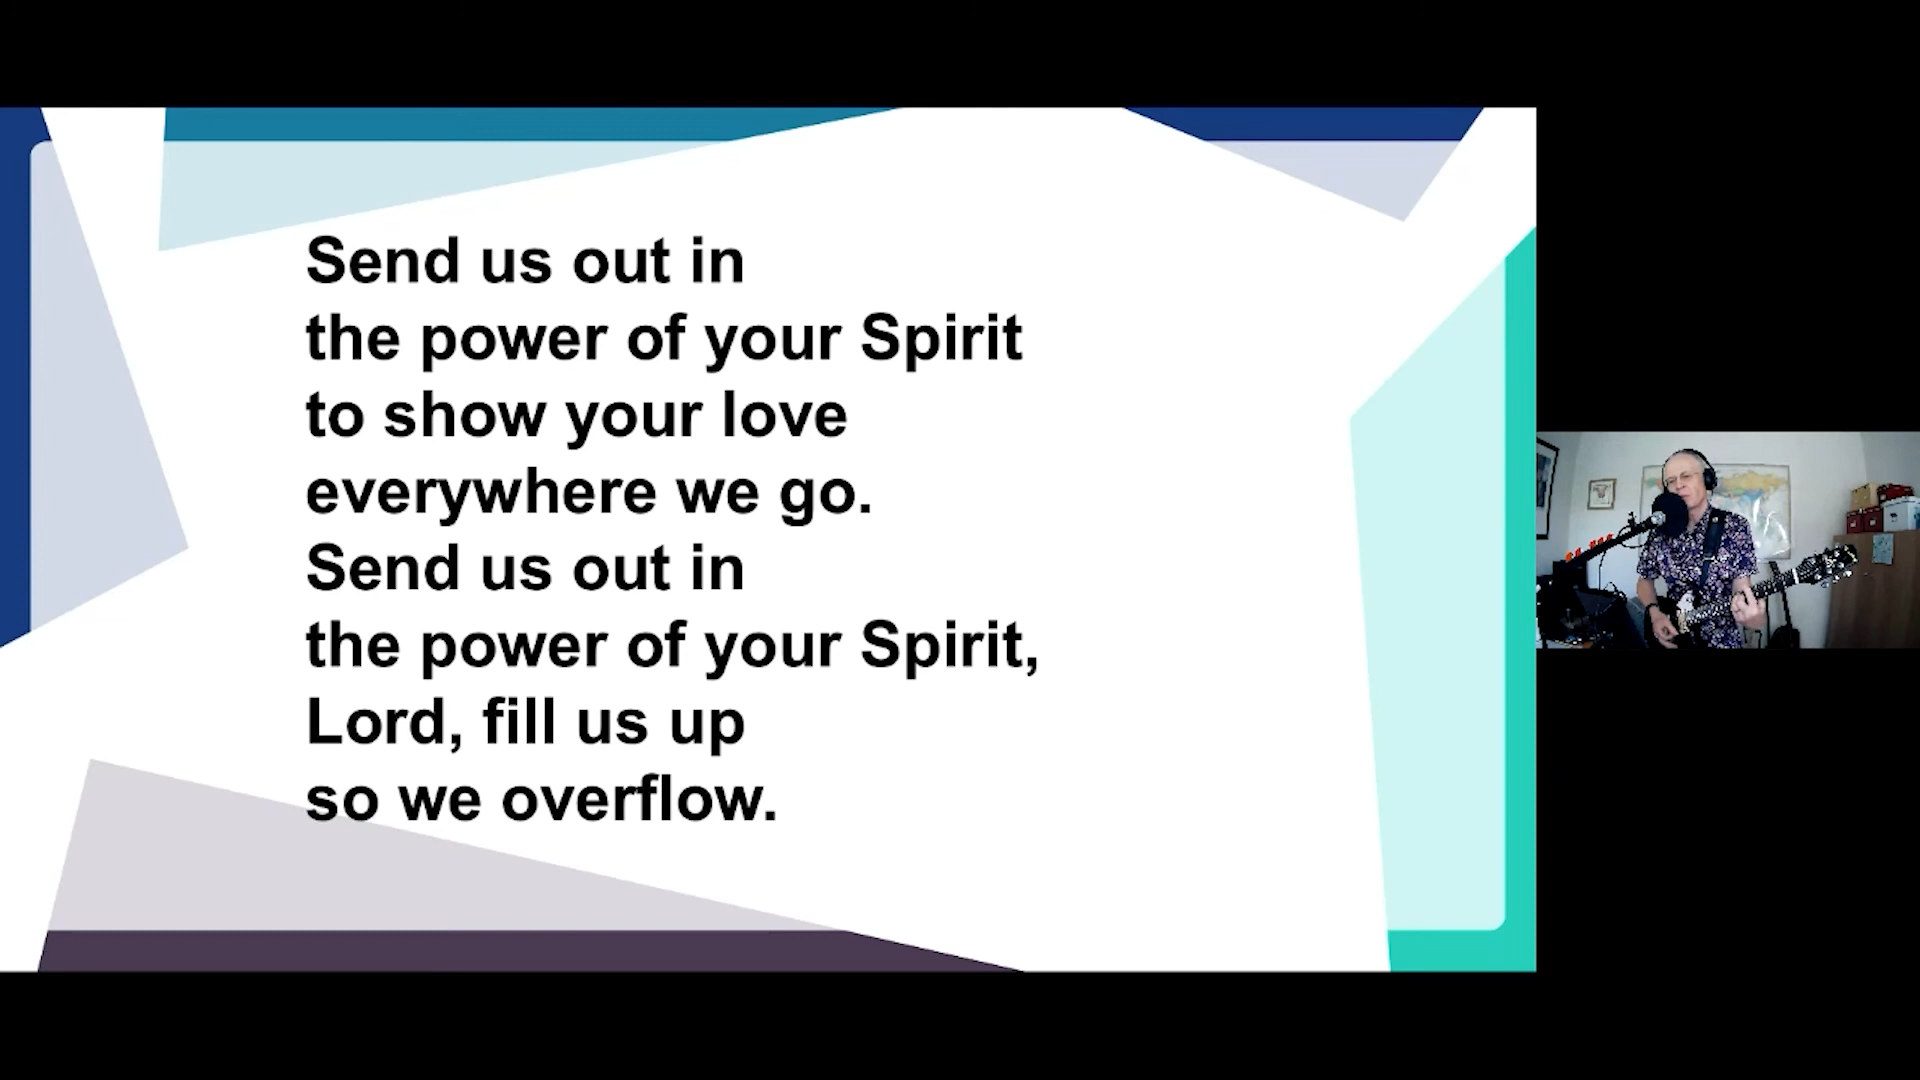 Send us out in
the power of your Spirit
to show your love
everywhere we go.
Send us out in
the power of your Spirit,
Lord, fill us up
so we overflow.